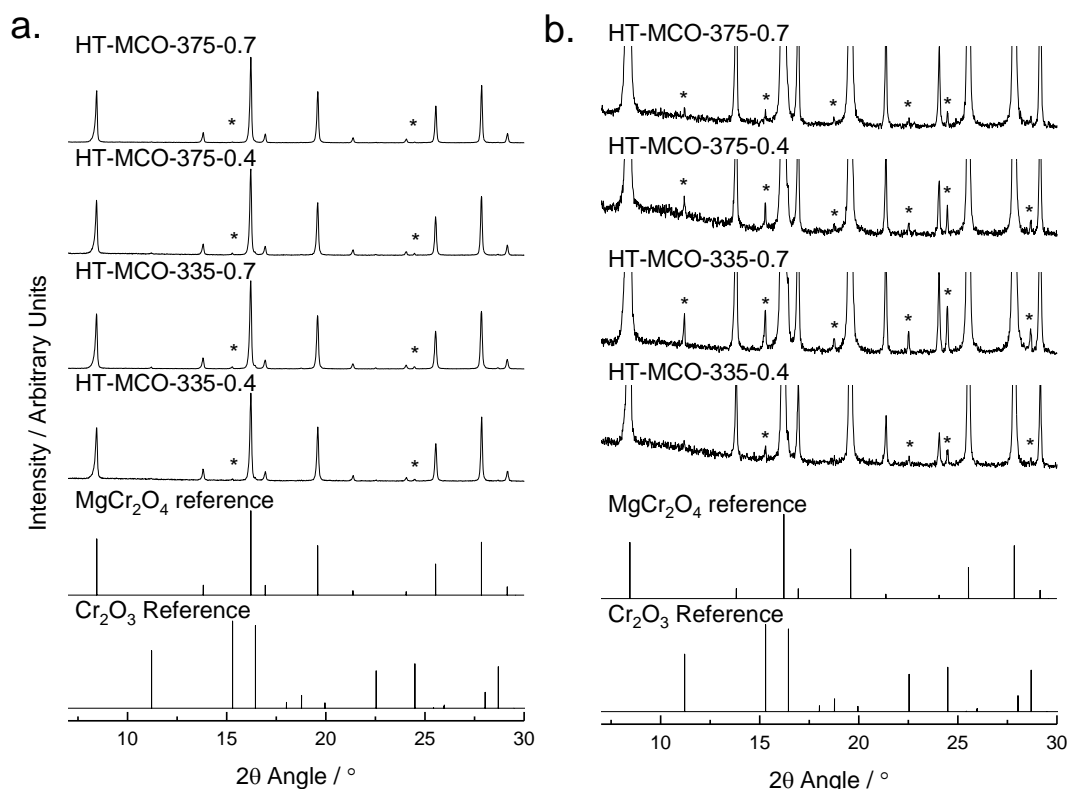 a.
HT-MCO-375-0.7
*
*
HT-MCO-375-0.4
*
*
HT-MCO-335-0.7
*
*
HT-MCO-335-0.4
*
*
MgCr₂O₄ reference
Cr₂O₃ Reference
Intensity / Arbitrary Units
10 15 20 25 30
2θ Angle / °
b.
HT-MCO-375-0.7
* * * * *
HT-MCO-375-0.4
* * * * * *
HT-MCO-335-0.7
* * * * * *
HT-MCO-335-0.4
* * * *
MgCr₂O₄ reference
Cr₂O₃ Reference
10 15 20 25 30
2θ Angle / °